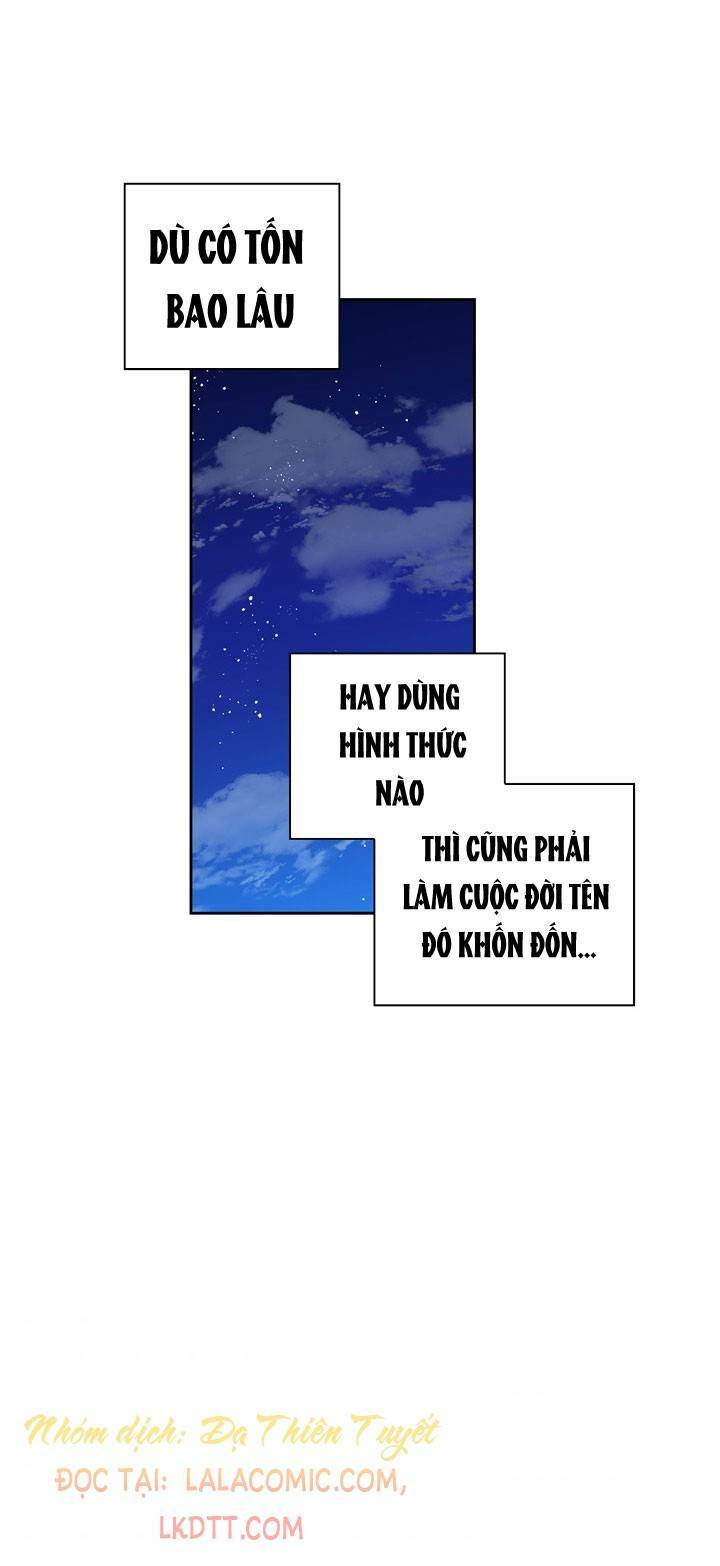 DÙ CÓ TỐN
BAO LÂU
HAY DÙNG
HÌNH THỨC
NÀO
THÌ CŨNG PHẢI
LÀM CUỘC ĐỜI TÊN
ĐÓ KHỐN ĐỐN...
Nhóm dịch: Dạ Thiên Tuyết
ĐỌC TẠI: LALACOMIC.COM,
LKDTT.COM